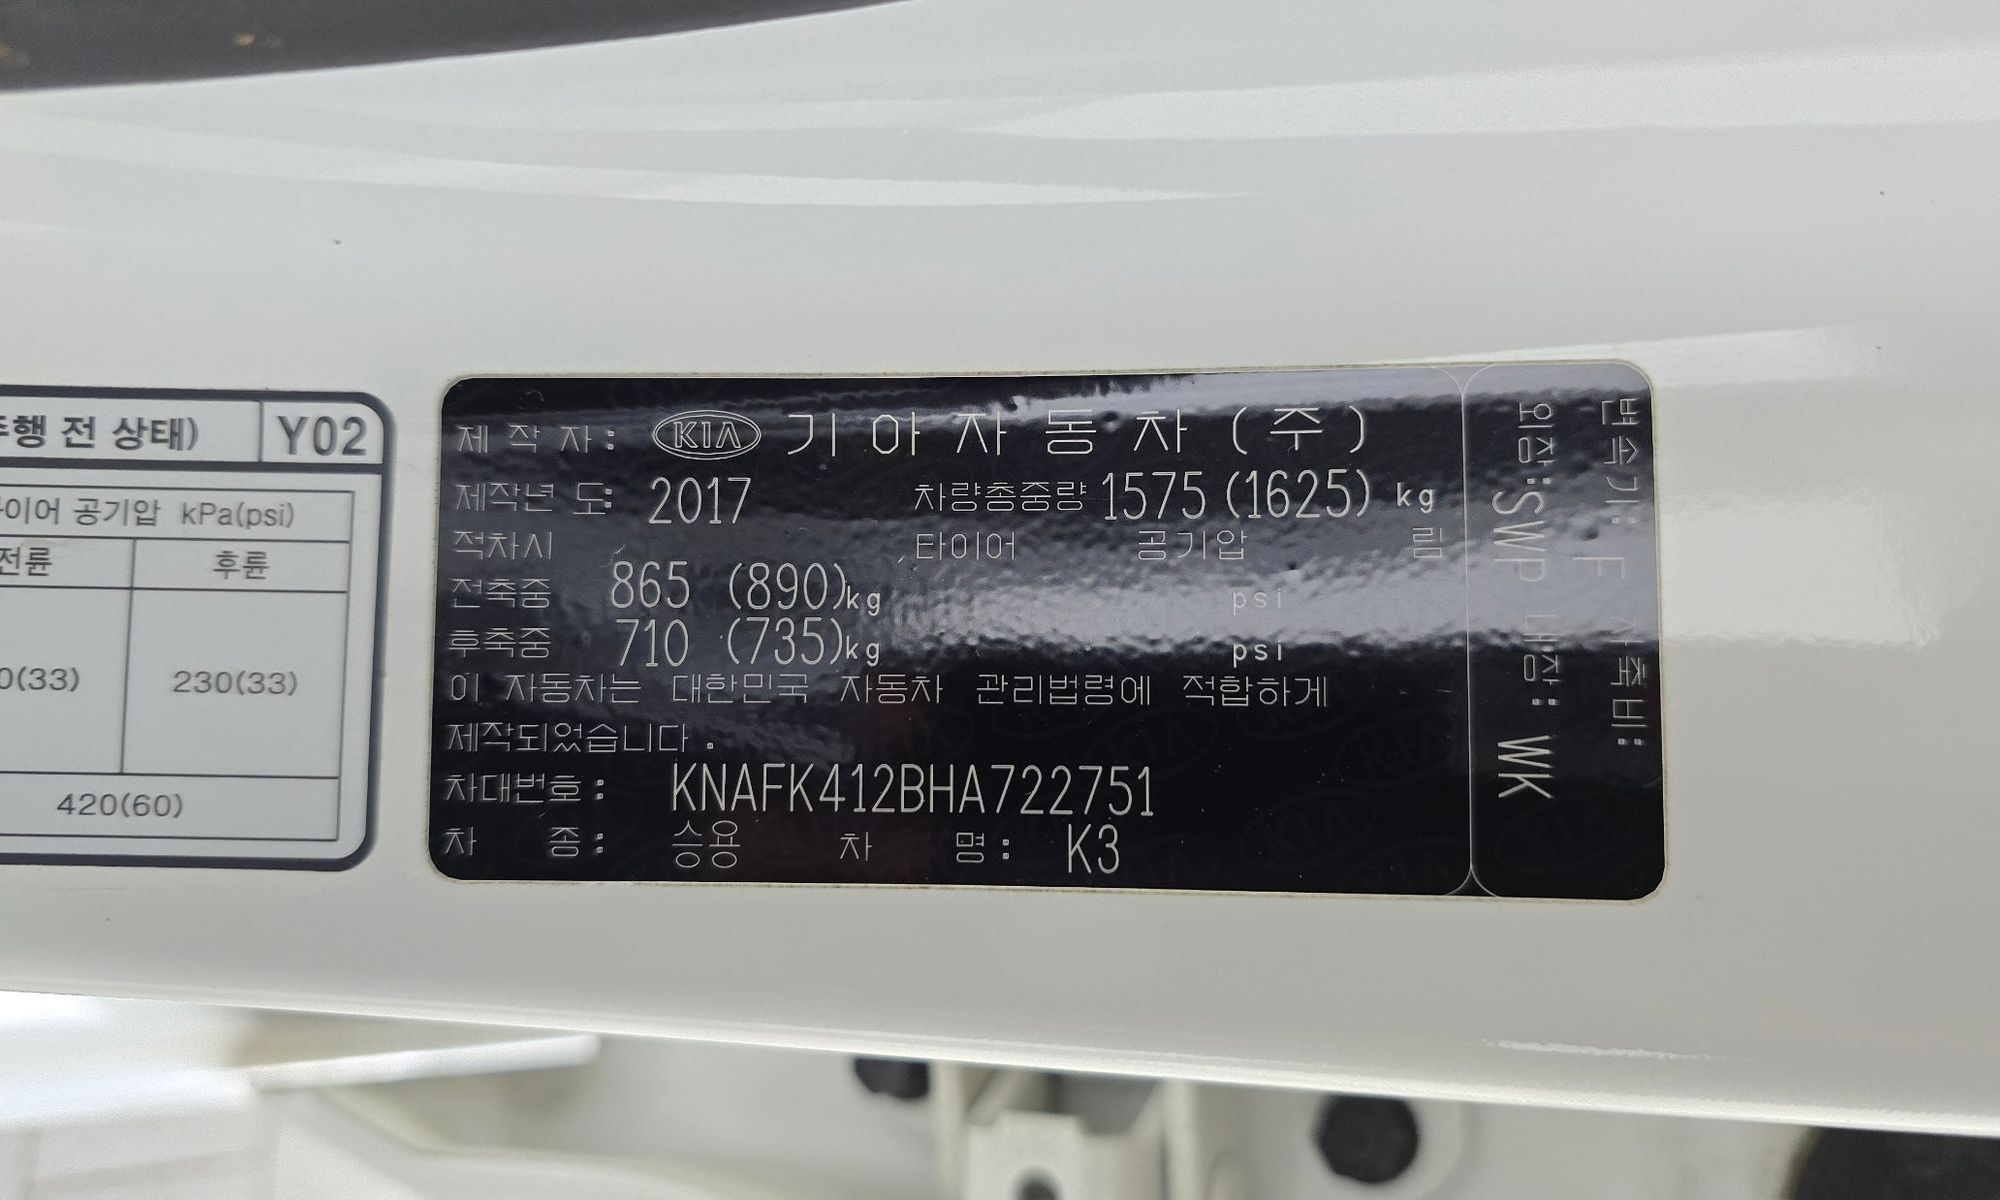 주행 전 상태) Y02
타이어 공기압 kPa(psi)
전륜 후륜
0(33) 230(33)
420(60)
제 작 자: KIA 기아자동차(주)
제작년 도: 2017 차량총중량 1575 (1625) kg
적차시 타이어 공기압 림
전축중 865 (890)kg psi
후축중 710 (735)kg psi
이 자동차는 대한민국 자동차 관리법령에 적합하게
제작되었습니다.
차대번호: KNAFK412BHA722751
차 종: 승용 차 명: K3
변속기: F 차축비:
외장:SWP 내장: WK